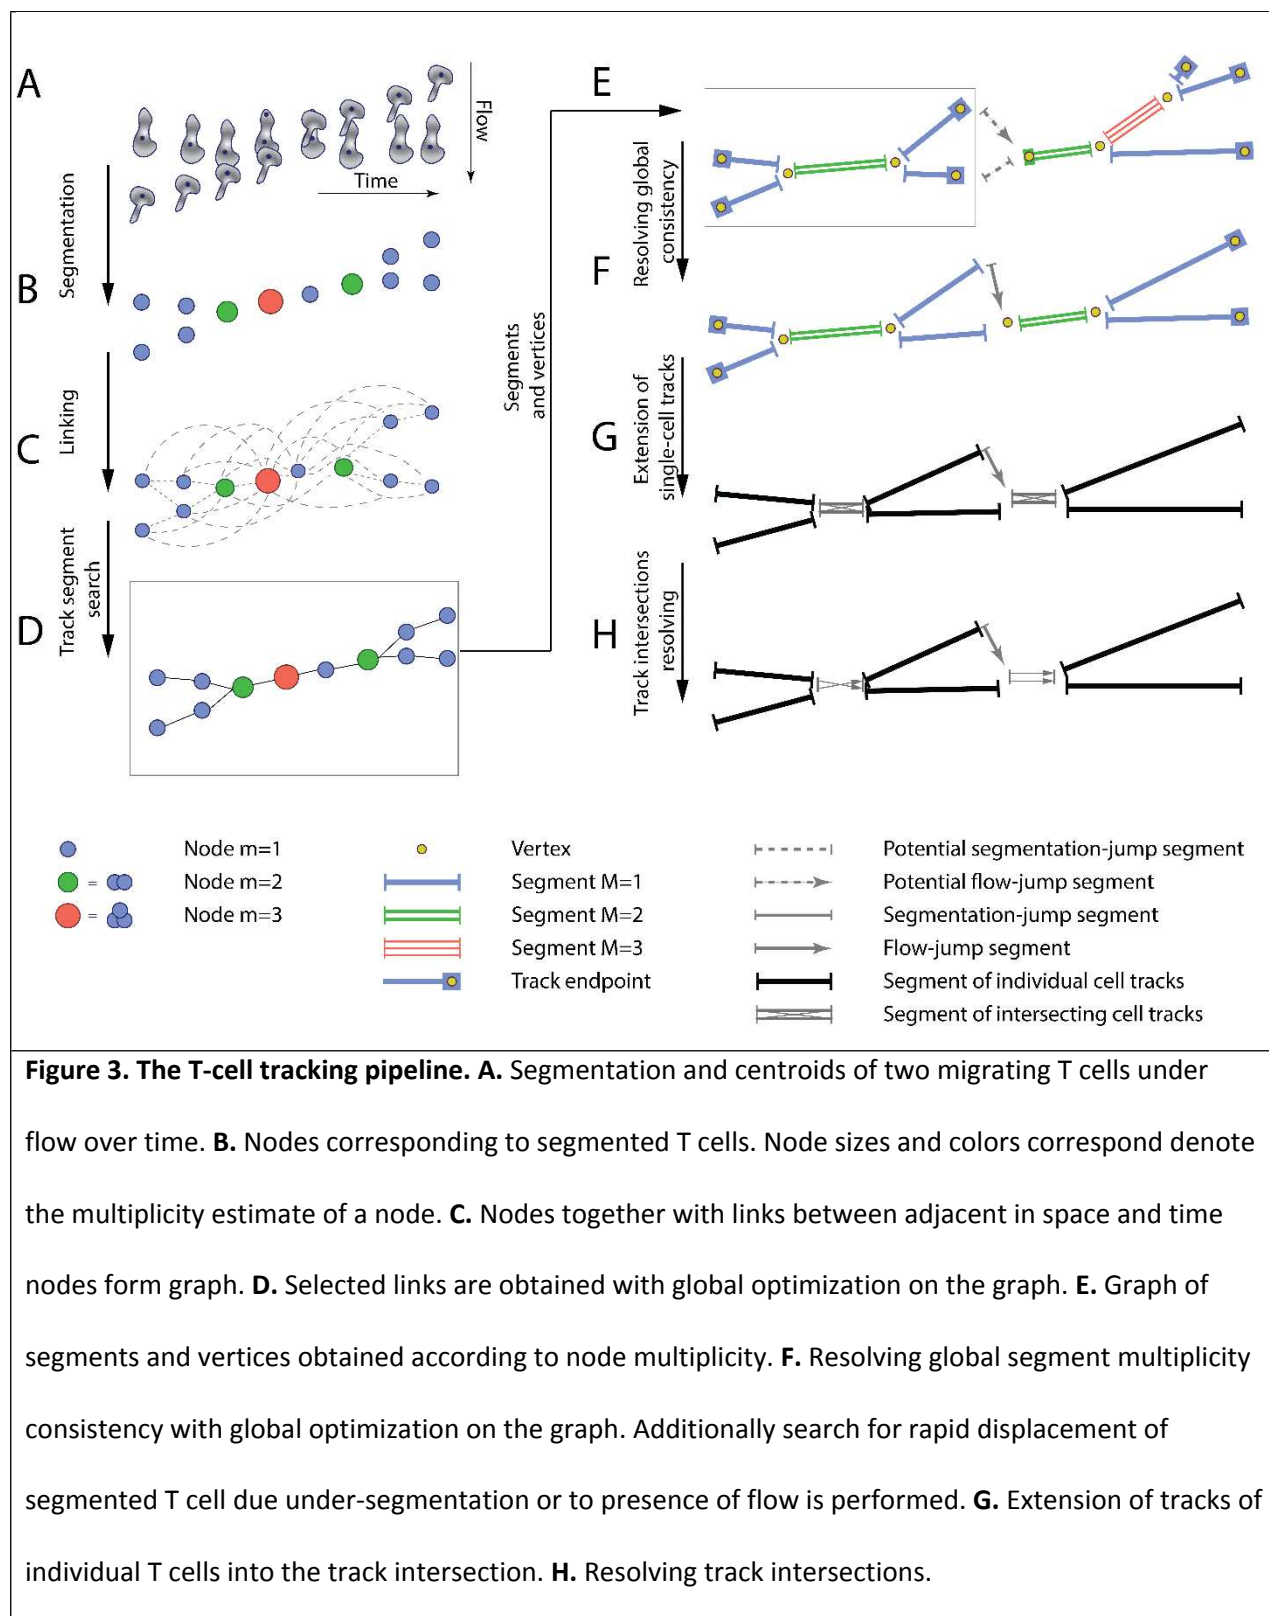 A
Flow
Time
Segmentation
B
Linking
C
Track segment
search
D
Segments
and vertices
E
Resolving global
consistency
F
Extension of
single-cell tracks
G
Track intersections
resolving
H
Node m=1
= Node m=2
= Node m=3
Vertex
Segment M=1
Segment M=2
Segment M=3
Track endpoint
Potential segmentation-jump segment
Potential flow-jump segment
Segmentation-jump segment
Flow-jump segment
Segment of individual cell tracks
Segment of intersecting cell tracks
Figure 3. The T-cell tracking pipeline. A. Segmentation and centroids of two migrating T cells under
flow over time. B. Nodes corresponding to segmented T cells. Node sizes and colors correspond denote
the multiplicity estimate of a node. C. Nodes together with links between adjacent in space and time
nodes form graph. D. Selected links are obtained with global optimization on the graph. E. Graph of
segments and vertices obtained according to node multiplicity. F. Resolving global segment multiplicity
consistency with global optimization on the graph. Additionally search for rapid displacement of
segmented T cell due under-segmentation or to presence of flow is performed. G. Extension of tracks of
individual T cells into the track intersection. H. Resolving track intersections.